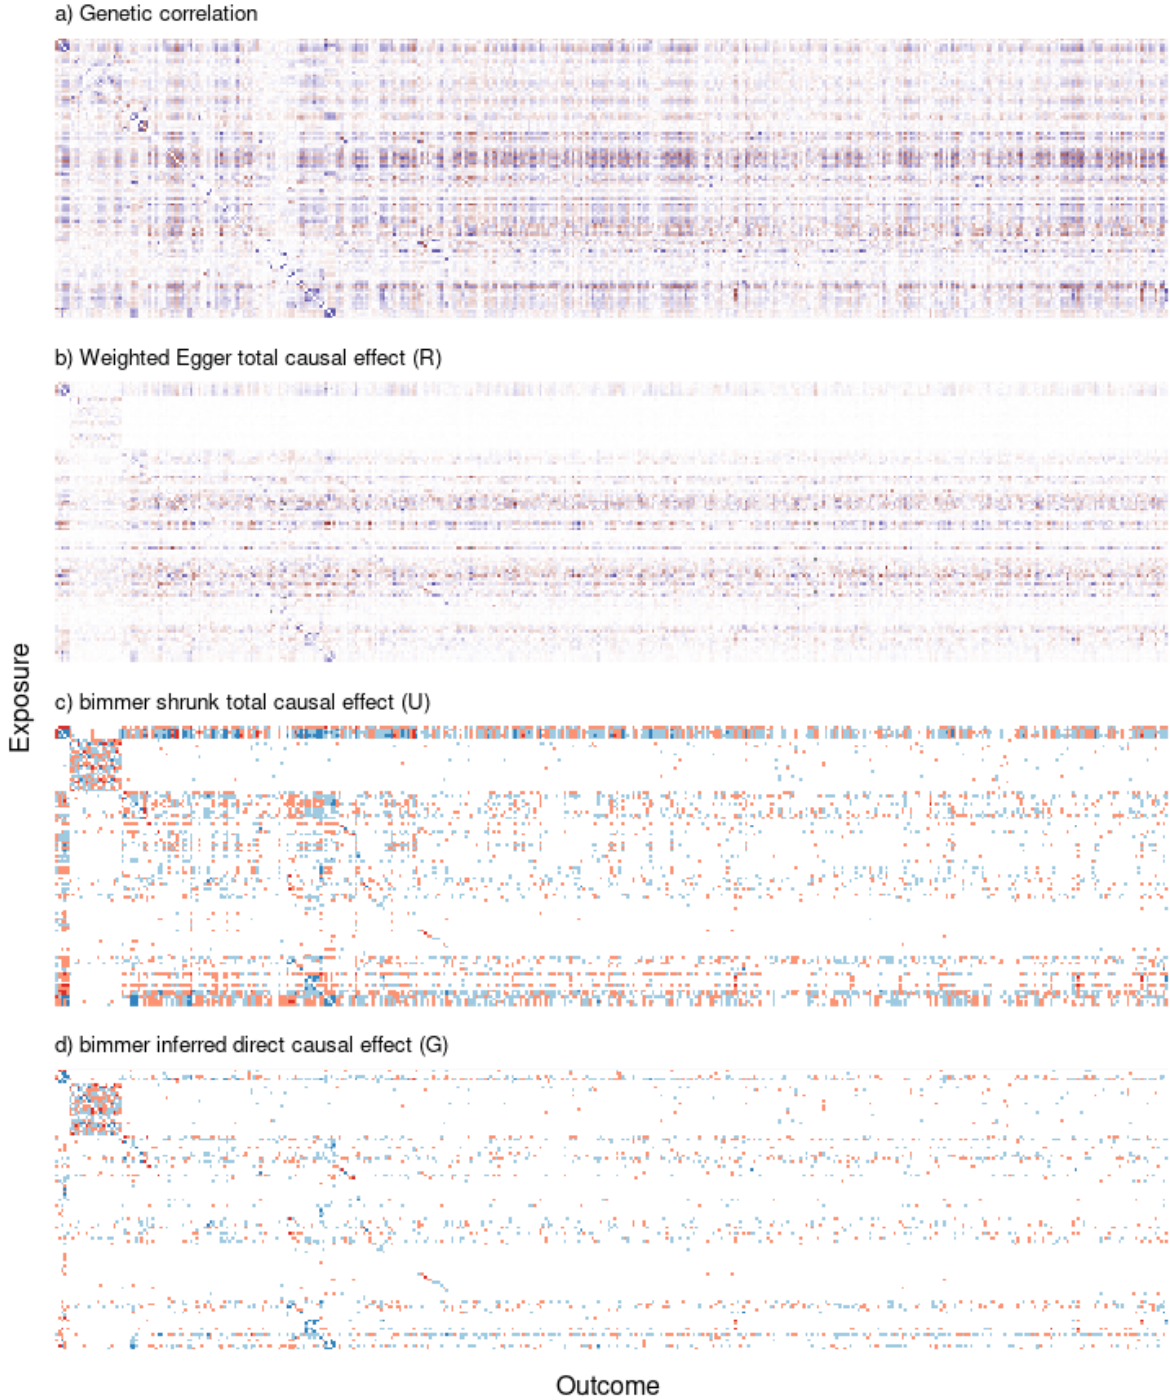 a) Genetic correlation
b) Weighted Egger total causal effect (R)
c) bimmer shrunk total causal effect (U)
d) bimmer inferred direct causal effect (G)
Exposure
Outcome